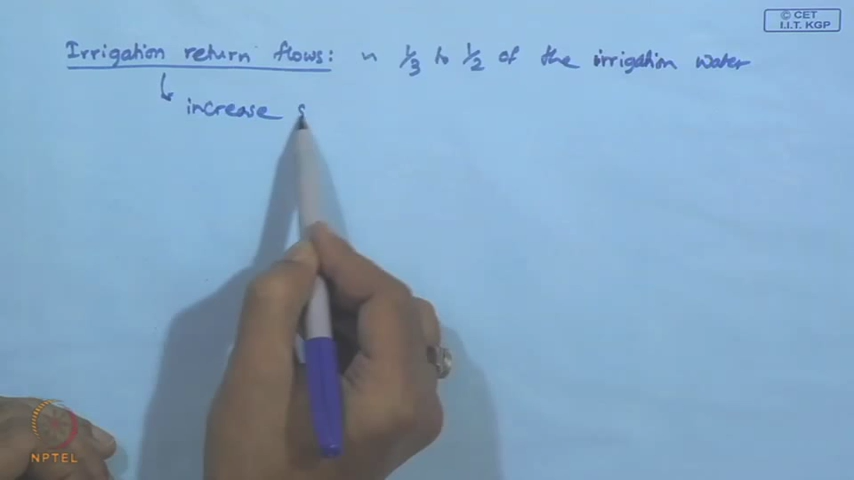 © CET
I.I.T. KGP
Irrigation return flows: ~ 1/3 to 1/2 of the irrigation water
↳ increase s
NPTEL